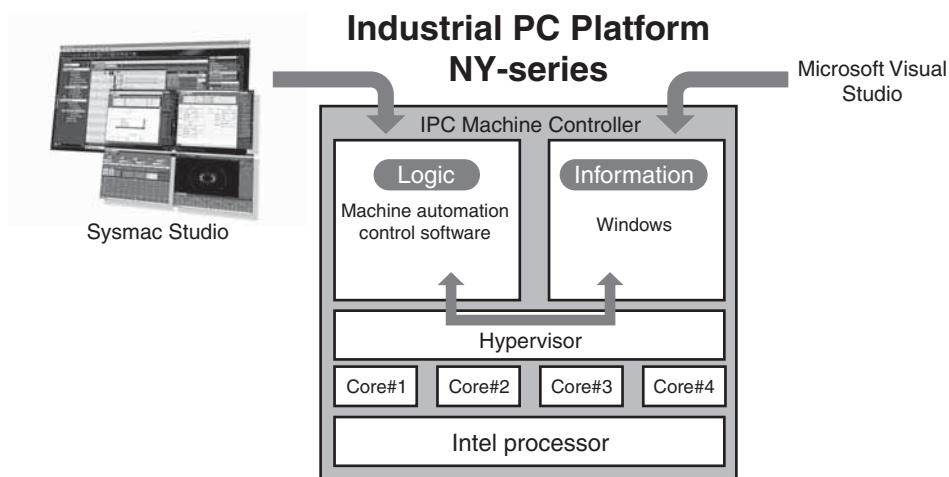 Industrial PC Platform
NY-series
Microsoft Visual
Studio
IPC Machine Controller
Logic
Machine automation
control software
Information
Windows
Sysmac Studio
Hypervisor
Core#1
Core#2
Core#3
Core#4
Intel processor